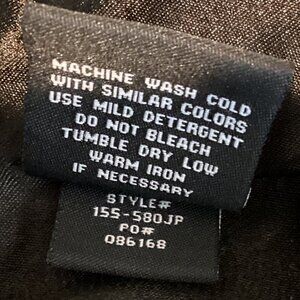 MACHINE WASH COLD
WITH SIMILAR COLORS
USE MILD DETERGENT
DO NOT BLEACH
TUMBLE DRY LOW
WARM IRON
IF NECESSARY
STYLE#
155-580JP
PO#
086168